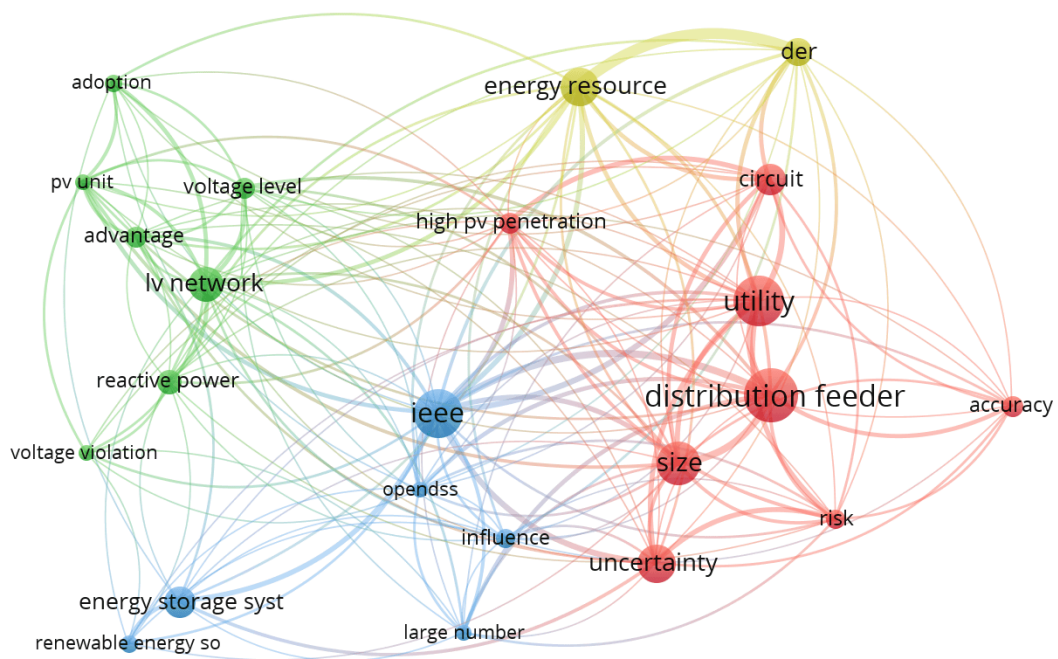 der
adoption
energy resource
pv unit
voltage level
circuit
high pv penetration
advantage
lv network
utility
reactive power
distribution feeder
accuracy
ieee
voltage violation
size
opendss
risk
influence
uncertainty
energy storage syst
large number
renewable energy so